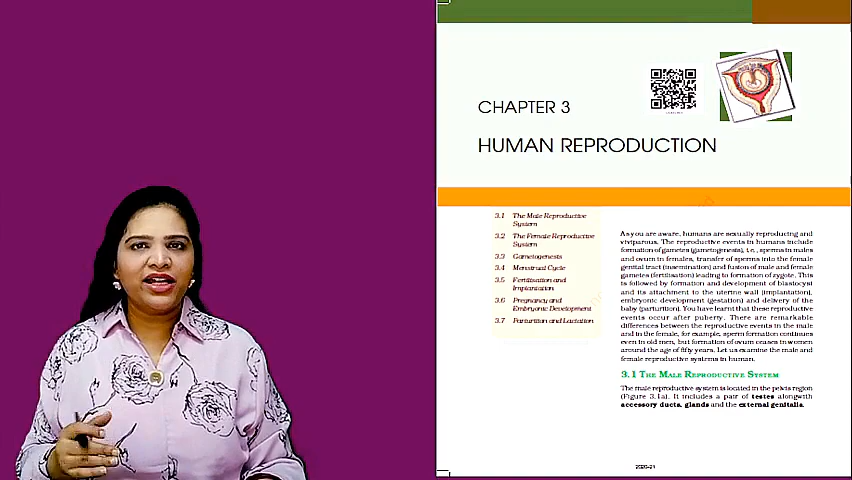 CHAPTER 3
HUMAN REPRODUCTION
3.1 The Male Reproductive
System
3.2 The Female Reproductive
System
3.3 Gametogenesis
3.4 Menstrual Cycle
3.5 Fertilisation and
Implantation
3.6 Pregnancy and
Embryonic Development
3.7 Parturition and Lactation
As you are aware, humans are sexually reproducing and
viviparous. The reproductive events in humans include
formation of gametes (gametogenesis), i.e., sperms in males
and ovum in females, transfer of sperms into the female
genital tract (insemination) and fusion of male and female
gametes (fertilisation) leading to formation of zygote. This
is followed by formation and development of blastocyst
and its attachment to the uterine wall (implantation),
embryonic development (gestation) and delivery of the
baby (parturition). You have learnt that these reproductive
events occur after puberty. There are remarkable
differences between the reproductive events in the male
and in the female, for example, sperm formation continues
even in old men, but formation of ovum ceases in women
around the age of fifty years. Let us examine the male and
female reproductive systems in human.
3.1 The Male Reproductive System
The male reproductive system is located in the pelvis region
(Figure 3.1a). It includes a pair of testes alongwith
accessory ducts, glands and the external genitalia.
2020-21